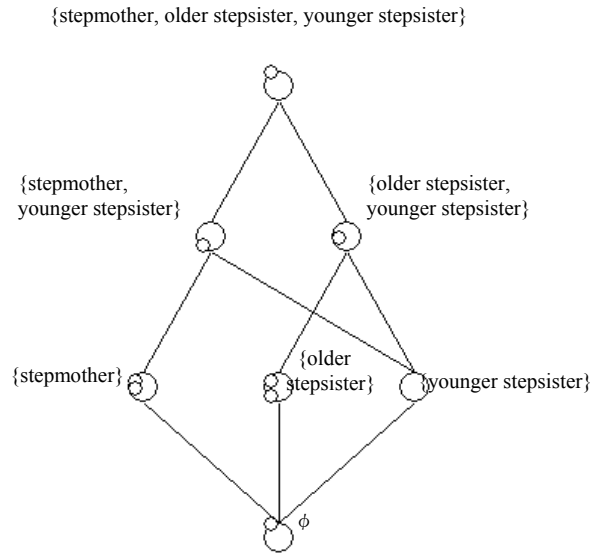 {stepmother, older stepsister, younger stepsister}
{stepmother,
younger stepsister}
{older stepsister,
younger stepsister}
{stepmother}
{older
stepsister}
{younger stepsister}
ϕ